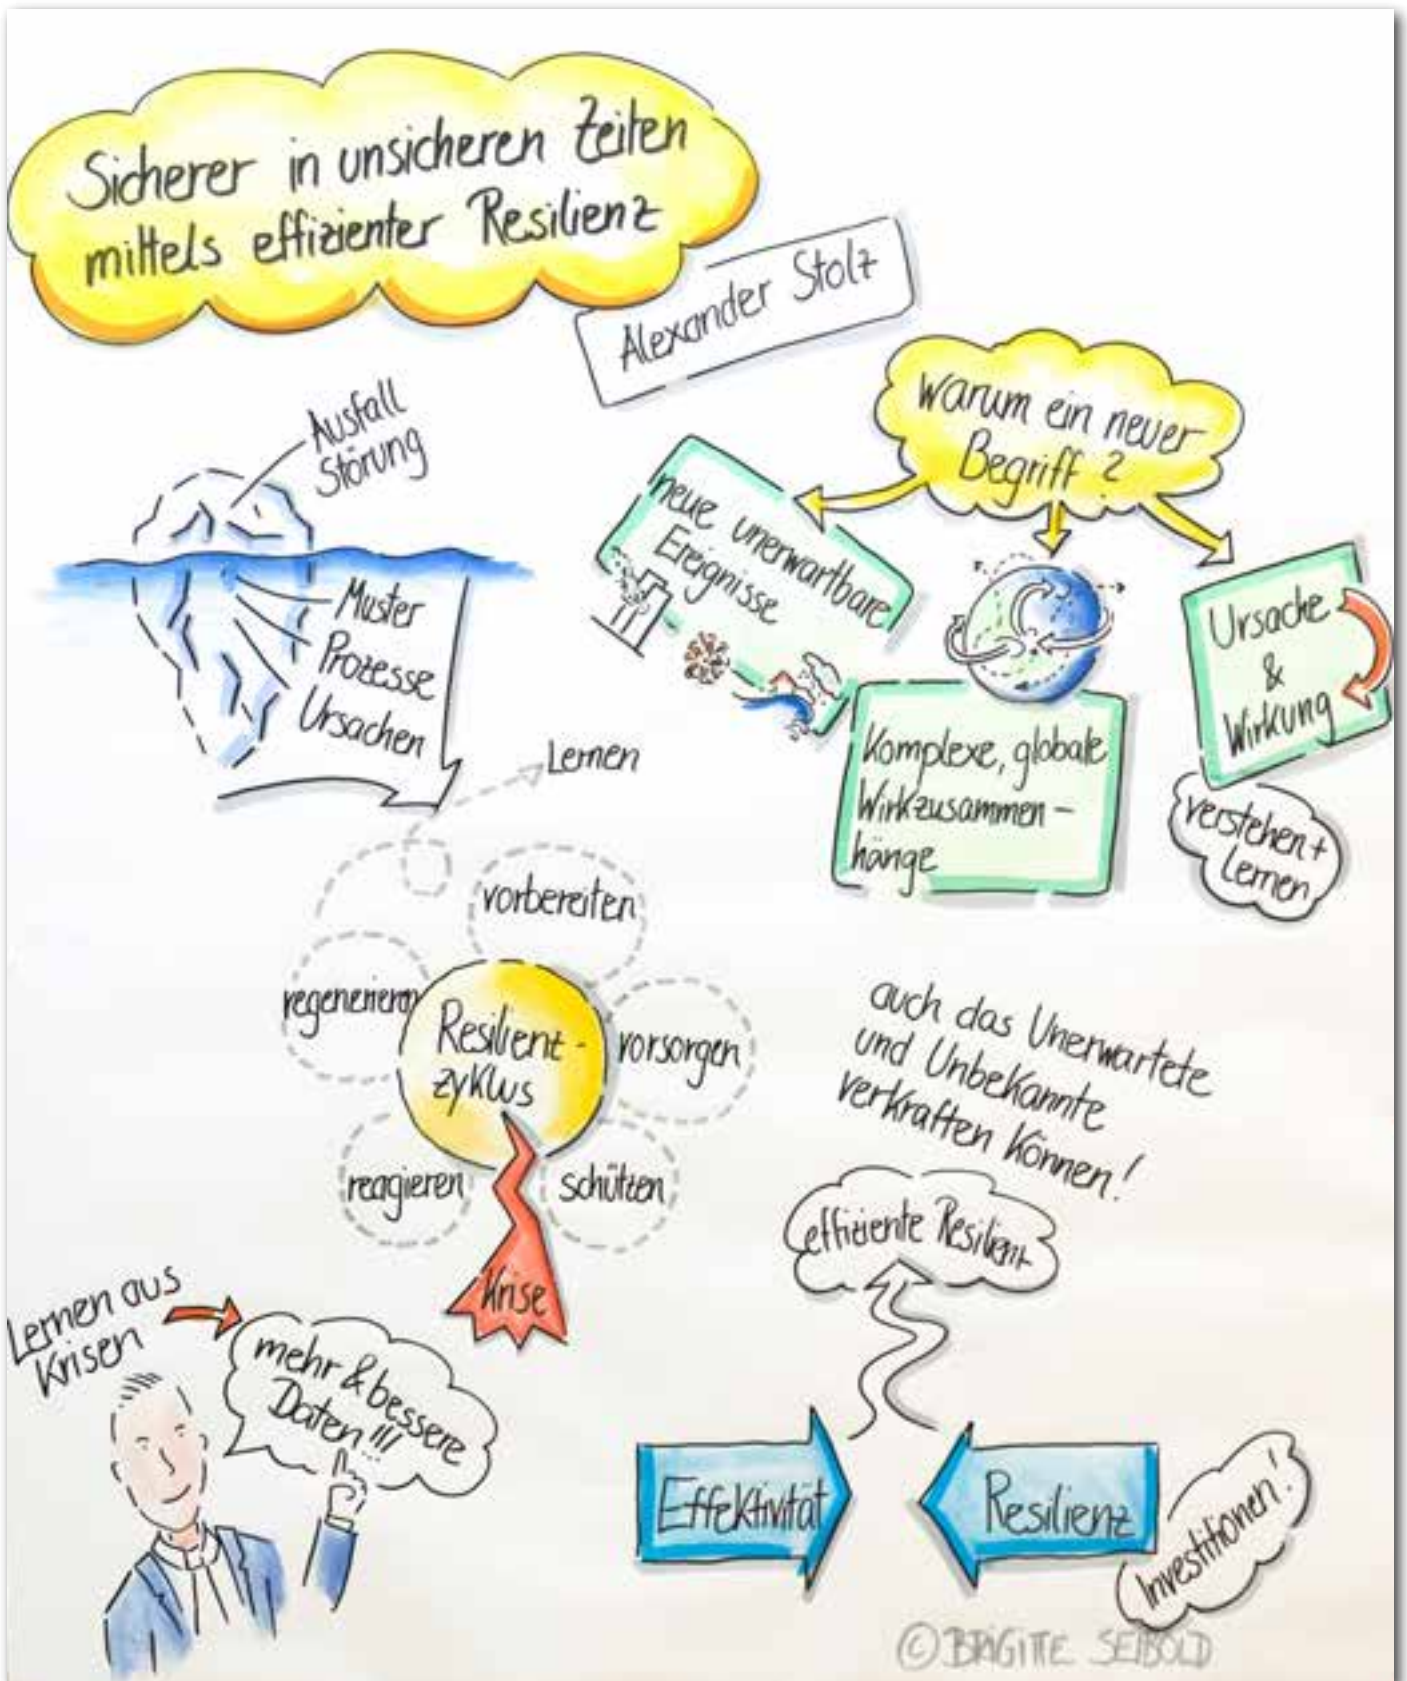 Sicherer in unsicheren Zeiten
mittels effizienter Resilienz
Alexander Stolz
Ausfall
Störung
Muster
Prozesse
Ursachen
warum ein neuer
Begriff?
neue unerwartbare
Ereignisse
Komplexe, globale
Wirkzusammen-
hänge
Ursache
&
Wirkung
verstehen +
Lernen
Lernen
vorbereiten
regenerieren
Resilienz-
zyklus
vorsorgen
reagieren
schützen
Krise
auch das Unerwartete
und Unbekannte
verkraften können!
effiziente Resilienz
Lernen aus
Krisen
mehr & bessere
Daten!!!
Effektivität
Resilienz
Investitionen!
© BRIGITTE SEIBOLD